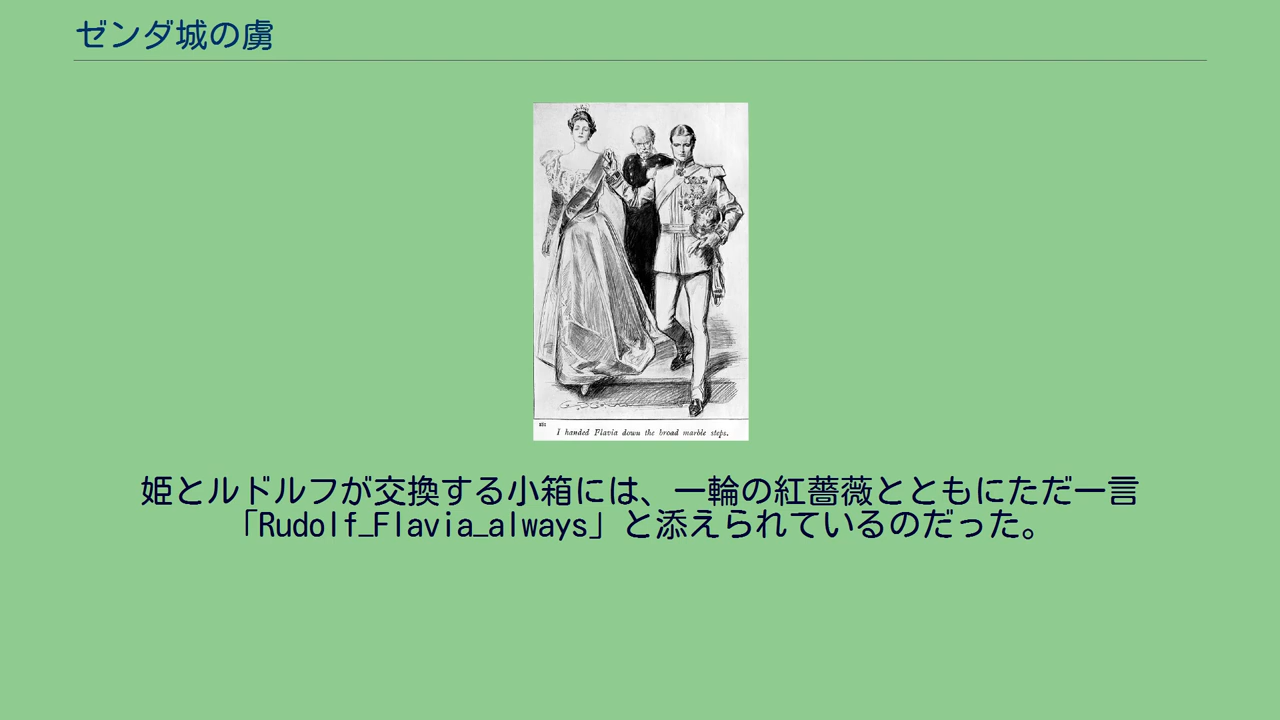 ゼンダ城の虜
I handed Flavia down the broad marble steps.
姫とルドルフが交換する小箱には、一輪の紅薔薇とともにただ一言
「Rudolf_Flavia_always」と添えられているのだった。